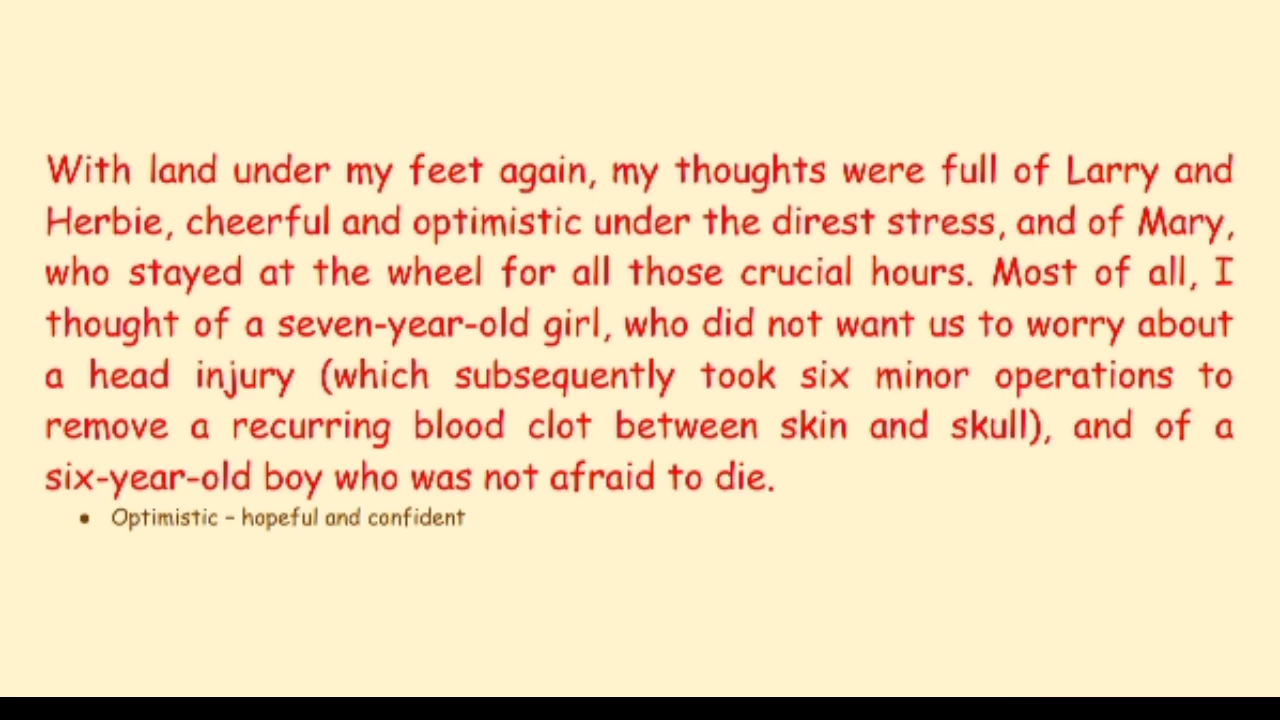 With land under my feet again, my thoughts were full of Larry and
Herbie, cheerful and optimistic under the direst stress, and of Mary,
who stayed at the wheel for all those crucial hours. Most of all, I
thought of a seven-year-old girl, who did not want us to worry about
a head injury (which subsequently took six minor operations to
remove a recurring blood clot between skin and skull), and of a
six-year-old boy who was not afraid to die.
• Optimistic – hopeful and confident